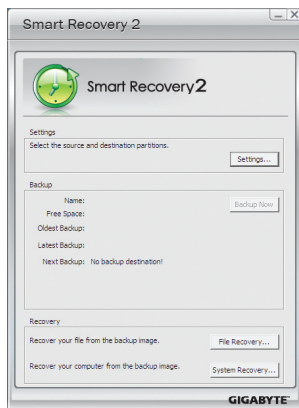 Smart Recovery 2
Smart Recovery2
Settings
Select the source and destination partitions.
Settings...
Backup
Name:
Backup Now
Free Space:
Oldest Backup:
Latest Backup:
Next Backup: No backup destination!
Recovery
Recover your file from the backup image.
File Recovery...
Recover your computer from the backup image.
System Recovery...
GIGABYTE™